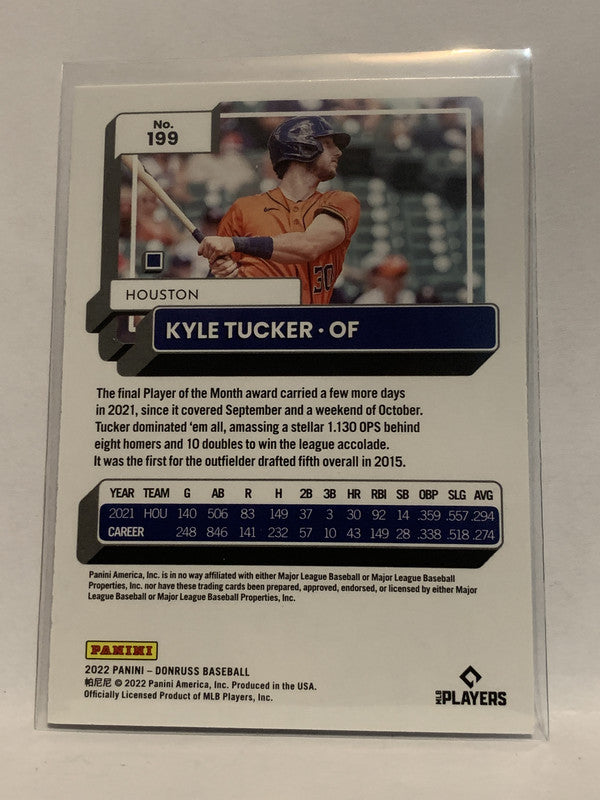 No.
199
30
HOUSTON
KYLE TUCKER · OF
The final Player of the Month award carried a few more days
in 2021, since it covered September and a weekend of October.
Tucker dominated 'em all, amassing a stellar 1.130 OPS behind
eight homers and 10 doubles to win the league accolade.
It was the first for the outfielder drafted fifth overall in 2015.
YEAR TEAM G AB R H 2B 3B HR RBI SB OBP SLG AVG
2021 HOU 140 506 83 149 37 3 30 92 14 .359 .557 .294
CAREER 248 846 141 232 57 10 43 149 28 .338 .518 .274
Panini America, Inc. is in no way affiliated with either Major League Baseball or Major League Baseball
Properties, Inc. nor have these trading cards been prepared, approved, endorsed, or licensed by either Major
League Baseball or Major League Baseball Properties, Inc.
PANINI
2022 PANINI – DONRUSS BASEBALL
帕尼尼 © 2022 Panini America, Inc. Produced in the USA.
Officially Licensed Product of MLB Players, Inc.
MLB PLAYERS